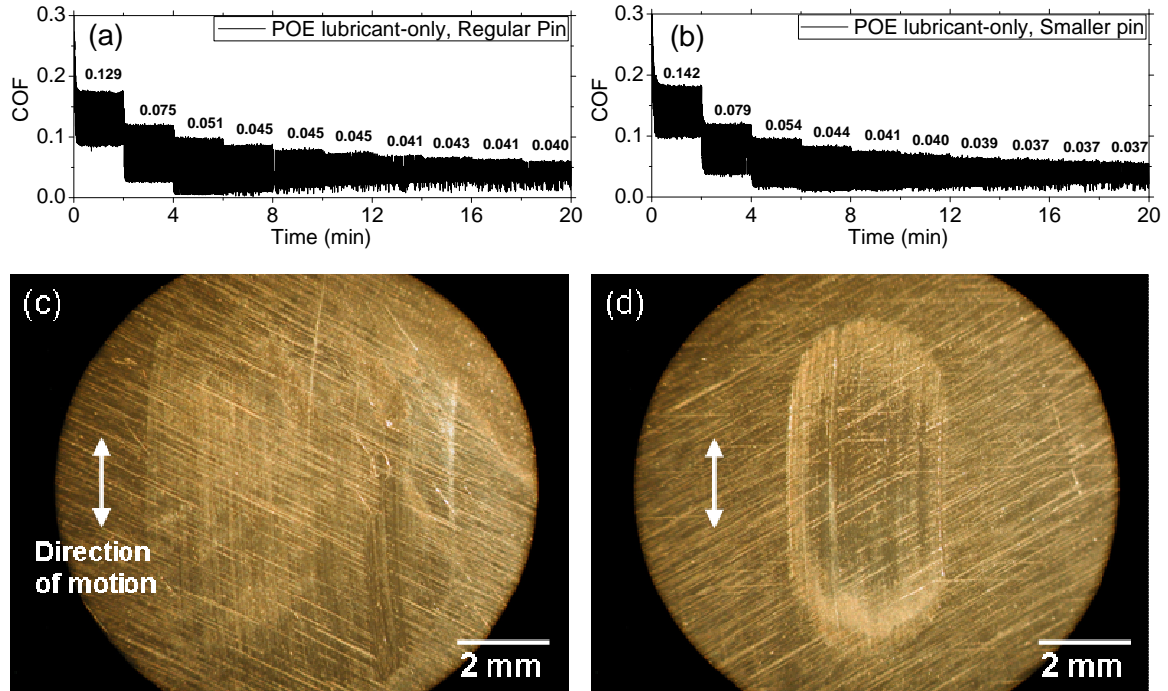 0.3
0.2
0.1
0.0
COF
(a)
POE lubricant-only, Regular Pin
0.129
0.075
0.051
0.045
0.045
0.045
0.041
0.043
0.041
0.040
0 4 8 12 16 20
Time (min)
0.3
0.2
0.1
0.0
COF
(b)
POE lubricant-only, Smaller pin
0.142
0.079
0.054
0.044
0.041
0.040
0.039
0.037
0.037
0.037
0 4 8 12 16 20
Time (min)
(c)
Direction
of motion
2 mm
(d)
2 mm